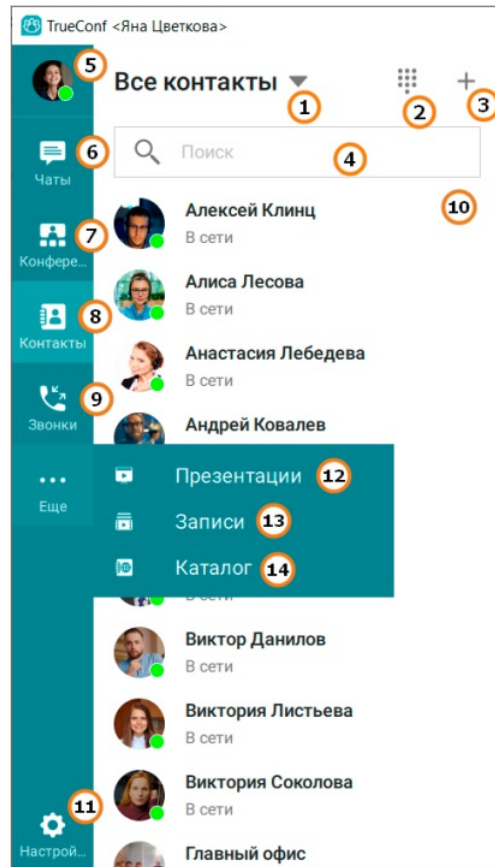 TrueConf <Яна Цветкова>
5
Все контакты
1
2
3
6
Чаты
Поиск
4
7
Конфере...
Алексей Клинц
10
В сети
Алиса Лесова
В сети
8
Контакты
Анастасия Лебедева
В сети
9
Звонки
Андрей Ковалев
Еще
Презентации 12
Записи 13
Каталог 14
В сети
Виктор Данилов
В сети
Виктория Листьева
В сети
Виктория Соколова
В сети
11
Настрой...
Главный офис